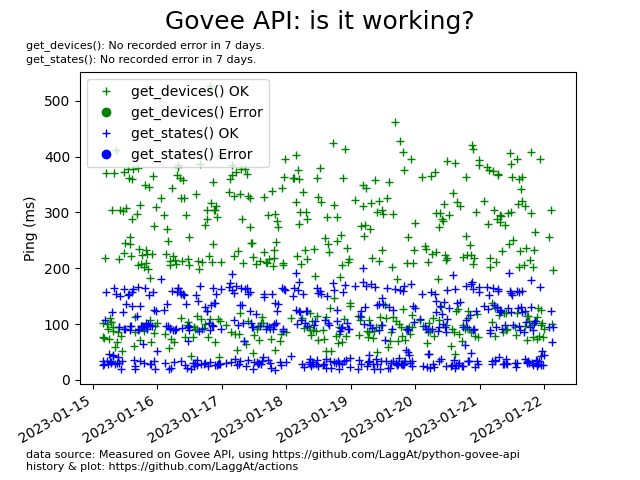 Govee API: is it working?
get_devices(): No recorded error in 7 days.
get_states(): No recorded error in 7 days.
get_devices() OK
get_devices() Error
get_states() OK
get_states() Error
Ping (ms)
500
400
300
200
100
0
2023-01-15
2023-01-16
2023-01-17
2023-01-18
2023-01-19
2023-01-20
2023-01-21
2023-01-22
data source: Measured on Govee API, using https://github.com/LaggAt/python-govee-api
history & plot: https://github.com/LaggAt/actions